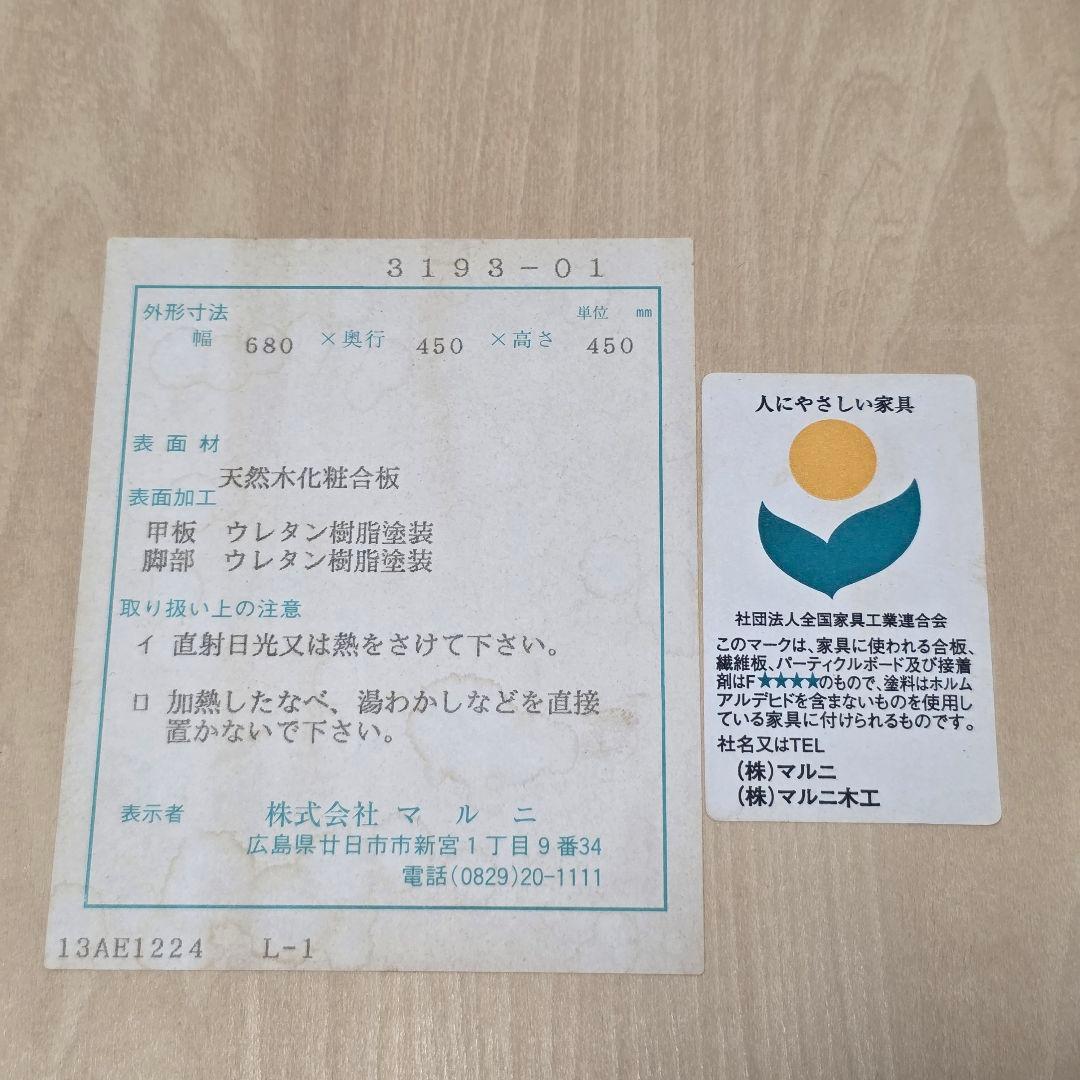 3193-01
外形寸法 単位 mm
幅 680 ×奥行 450 ×高さ 450
表面材
天然木化粧合板
表面加工
甲板 ウレタン樹脂塗装
脚部 ウレタン樹脂塗装
取り扱い上の注意
イ 直射日光又は熱をさけて下さい。
ロ 加熱したなべ、湯わかしなどを直接
置かないで下さい。
表示者 株式会社 マルニ
広島県廿日市市新宮1丁目9番34
電話(0829)20-1111
13AE1224 L-1
人にやさしい家具
社団法人全国家具工業連合会
このマークは、家具に使われる合板、
繊維板、パーティクルボード及び接着
剤はF★★★★のもので、塗料はホルム
アルデヒドを含まないものを使用し
ている家具に付けられるものです。
社名又はTEL
(株)マルニ
(株)マルニ木工